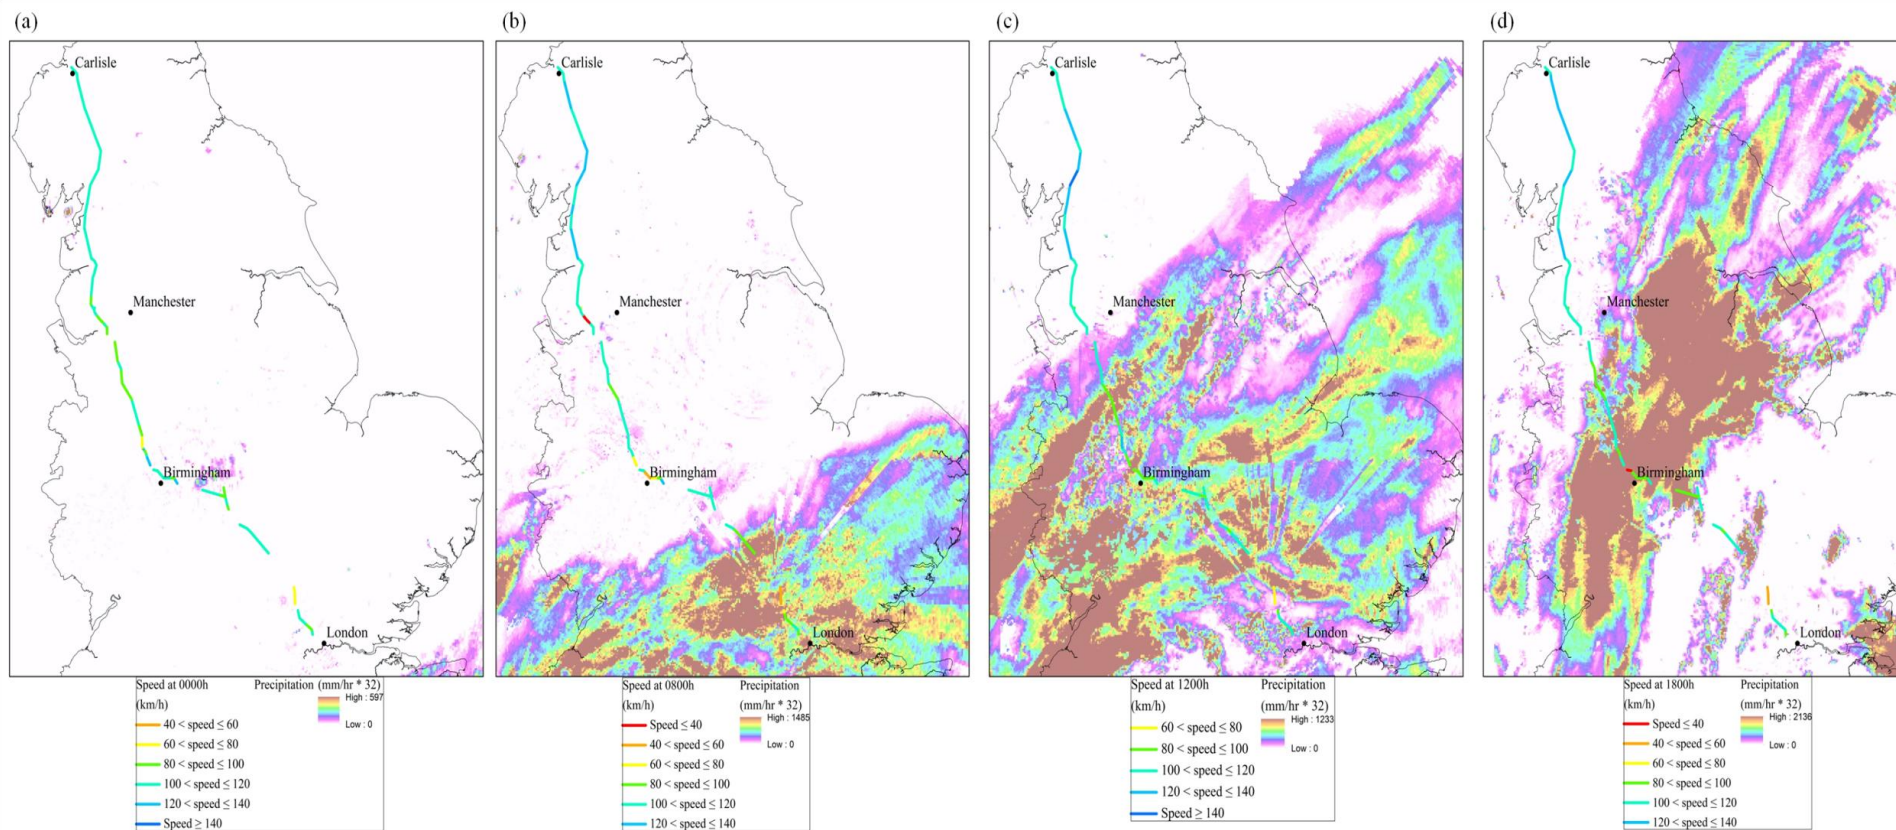 (a)
Carlisle
Manchester
Birmingham
London
Speed at 0000h
(km/h)
40 < speed ≤ 60
60 < speed ≤ 80
80 < speed ≤ 100
100 < speed ≤ 120
120 < speed ≤ 140
Speed ≥ 140
Precipitation (mm/hr * 32)
High : 597
Low : 0
(b)
Carlisle
Manchester
Birmingham
London
Speed at 0800h
(km/h)
Speed ≤ 40
40 < speed ≤ 60
60 < speed ≤ 80
80 < speed ≤ 100
100 < speed ≤ 120
120 < speed ≤ 140
Precipitation
(mm/hr * 32)
High : 1485
Low : 0
(c)
Carlisle
Manchester
Birmingham
London
Speed at 1200h
(km/h)
60 < speed ≤ 80
80 < speed ≤ 100
100 < speed ≤ 120
120 < speed ≤ 140
Speed ≥ 140
Precipitation
(mm/hr * 32)
High : 1233
Low : 0
(d)
Carlisle
Manchester
Birmingham
London
Speed at 1800h
(km/h)
Speed ≤ 40
40 < speed ≤ 60
60 < speed ≤ 80
80 < speed ≤ 100
100 < speed ≤ 120
120 < speed ≤ 140
Precipitation
(mm/hr * 32)
High : 2136
Low : 0